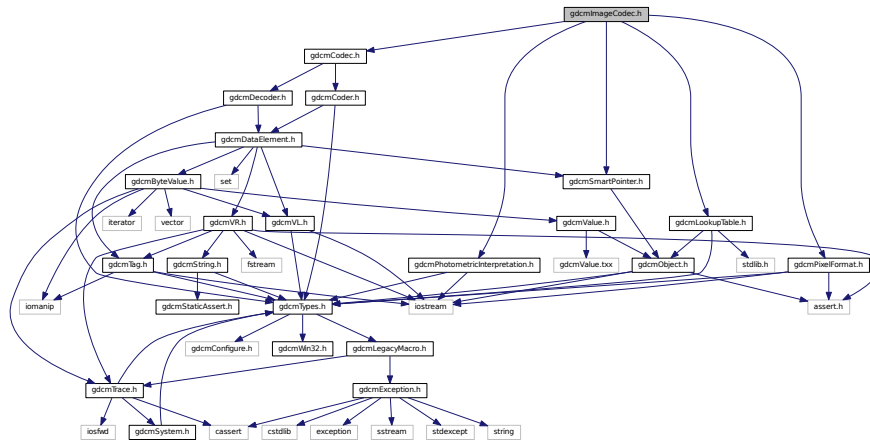 gdcmImageCodec.h
gdcmCodec.h
gdcmDecoder.h
gdcmCoder.h
gdcmDataElement.h
gdcmByteValue.h
set
gdcmSmartPointer.h
iterator
vector
gdcmVR.h
gdcmVL.h
gdcmValue.h
gdcmLookupTable.h
gdcmTag.h
gdcmString.h
fstream
gdcmPhotometricInterpretation.h
gdcmValue.txx
gdcmObject.h
stdlib.h
gdcmPixelFormat.h
iomanip
gdcmStaticAssert.h
gdcmTypes.h
iostream
assert.h
gdcmConfigure.h
gdcmWin32.h
gdcmLegacyMacro.h
gdcmTrace.h
gdcmException.h
iosfwd
gdcmSystem.h
cassert
cstdlib
exception
sstream
stdexcept
string